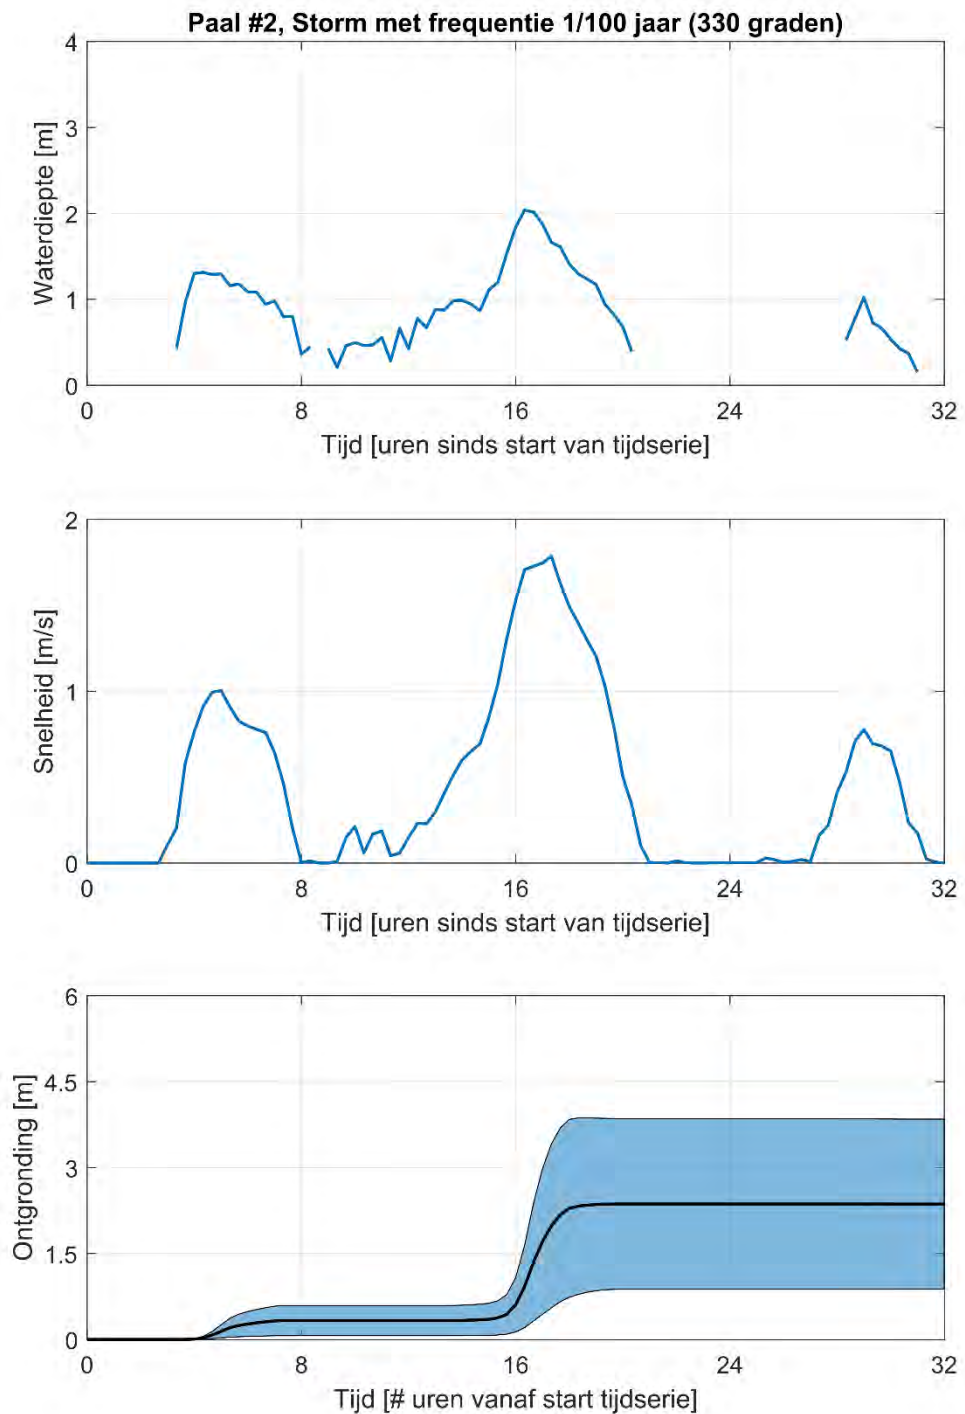 Paal #2, Storm met frequentie 1/100 jaar (330 graden)
4
3
2
1
0
Waterdiepte [m]
0 8 16 24 32
Tijd [uren sinds start van tijdserie]
2
1
0
Snelheid [m/s]
0 8 16 24 32
Tijd [uren sinds start van tijdserie]
6
4.5
3
1.5
0
Ontgronding [m]
0 8 16 24 32
Tijd [# uren vanaf start tijdserie]